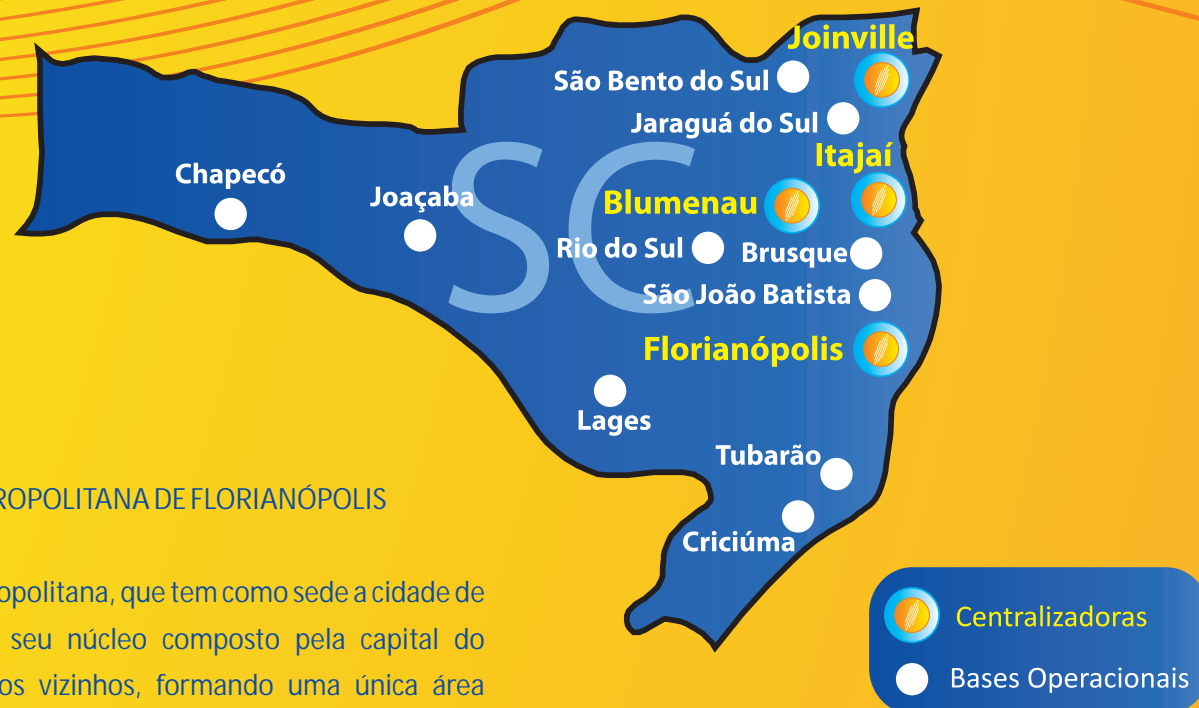 Joinville
São Bento do Sul
Jaraguá do Sul
Itajaí
SC
Chapecó
Joaçaba
Blumenau
Rio do Sul
Brusque
São João Batista
Florianópolis
Lages
Tubarão
Criciúma
ROPOLITANA DE FLORIANÓPOLIS
opolitana, que tem como sede a cidade de
seu núcleo composto pela capital do
os vizinhos, formando uma única área
Centralizadoras
Bases Operacionais